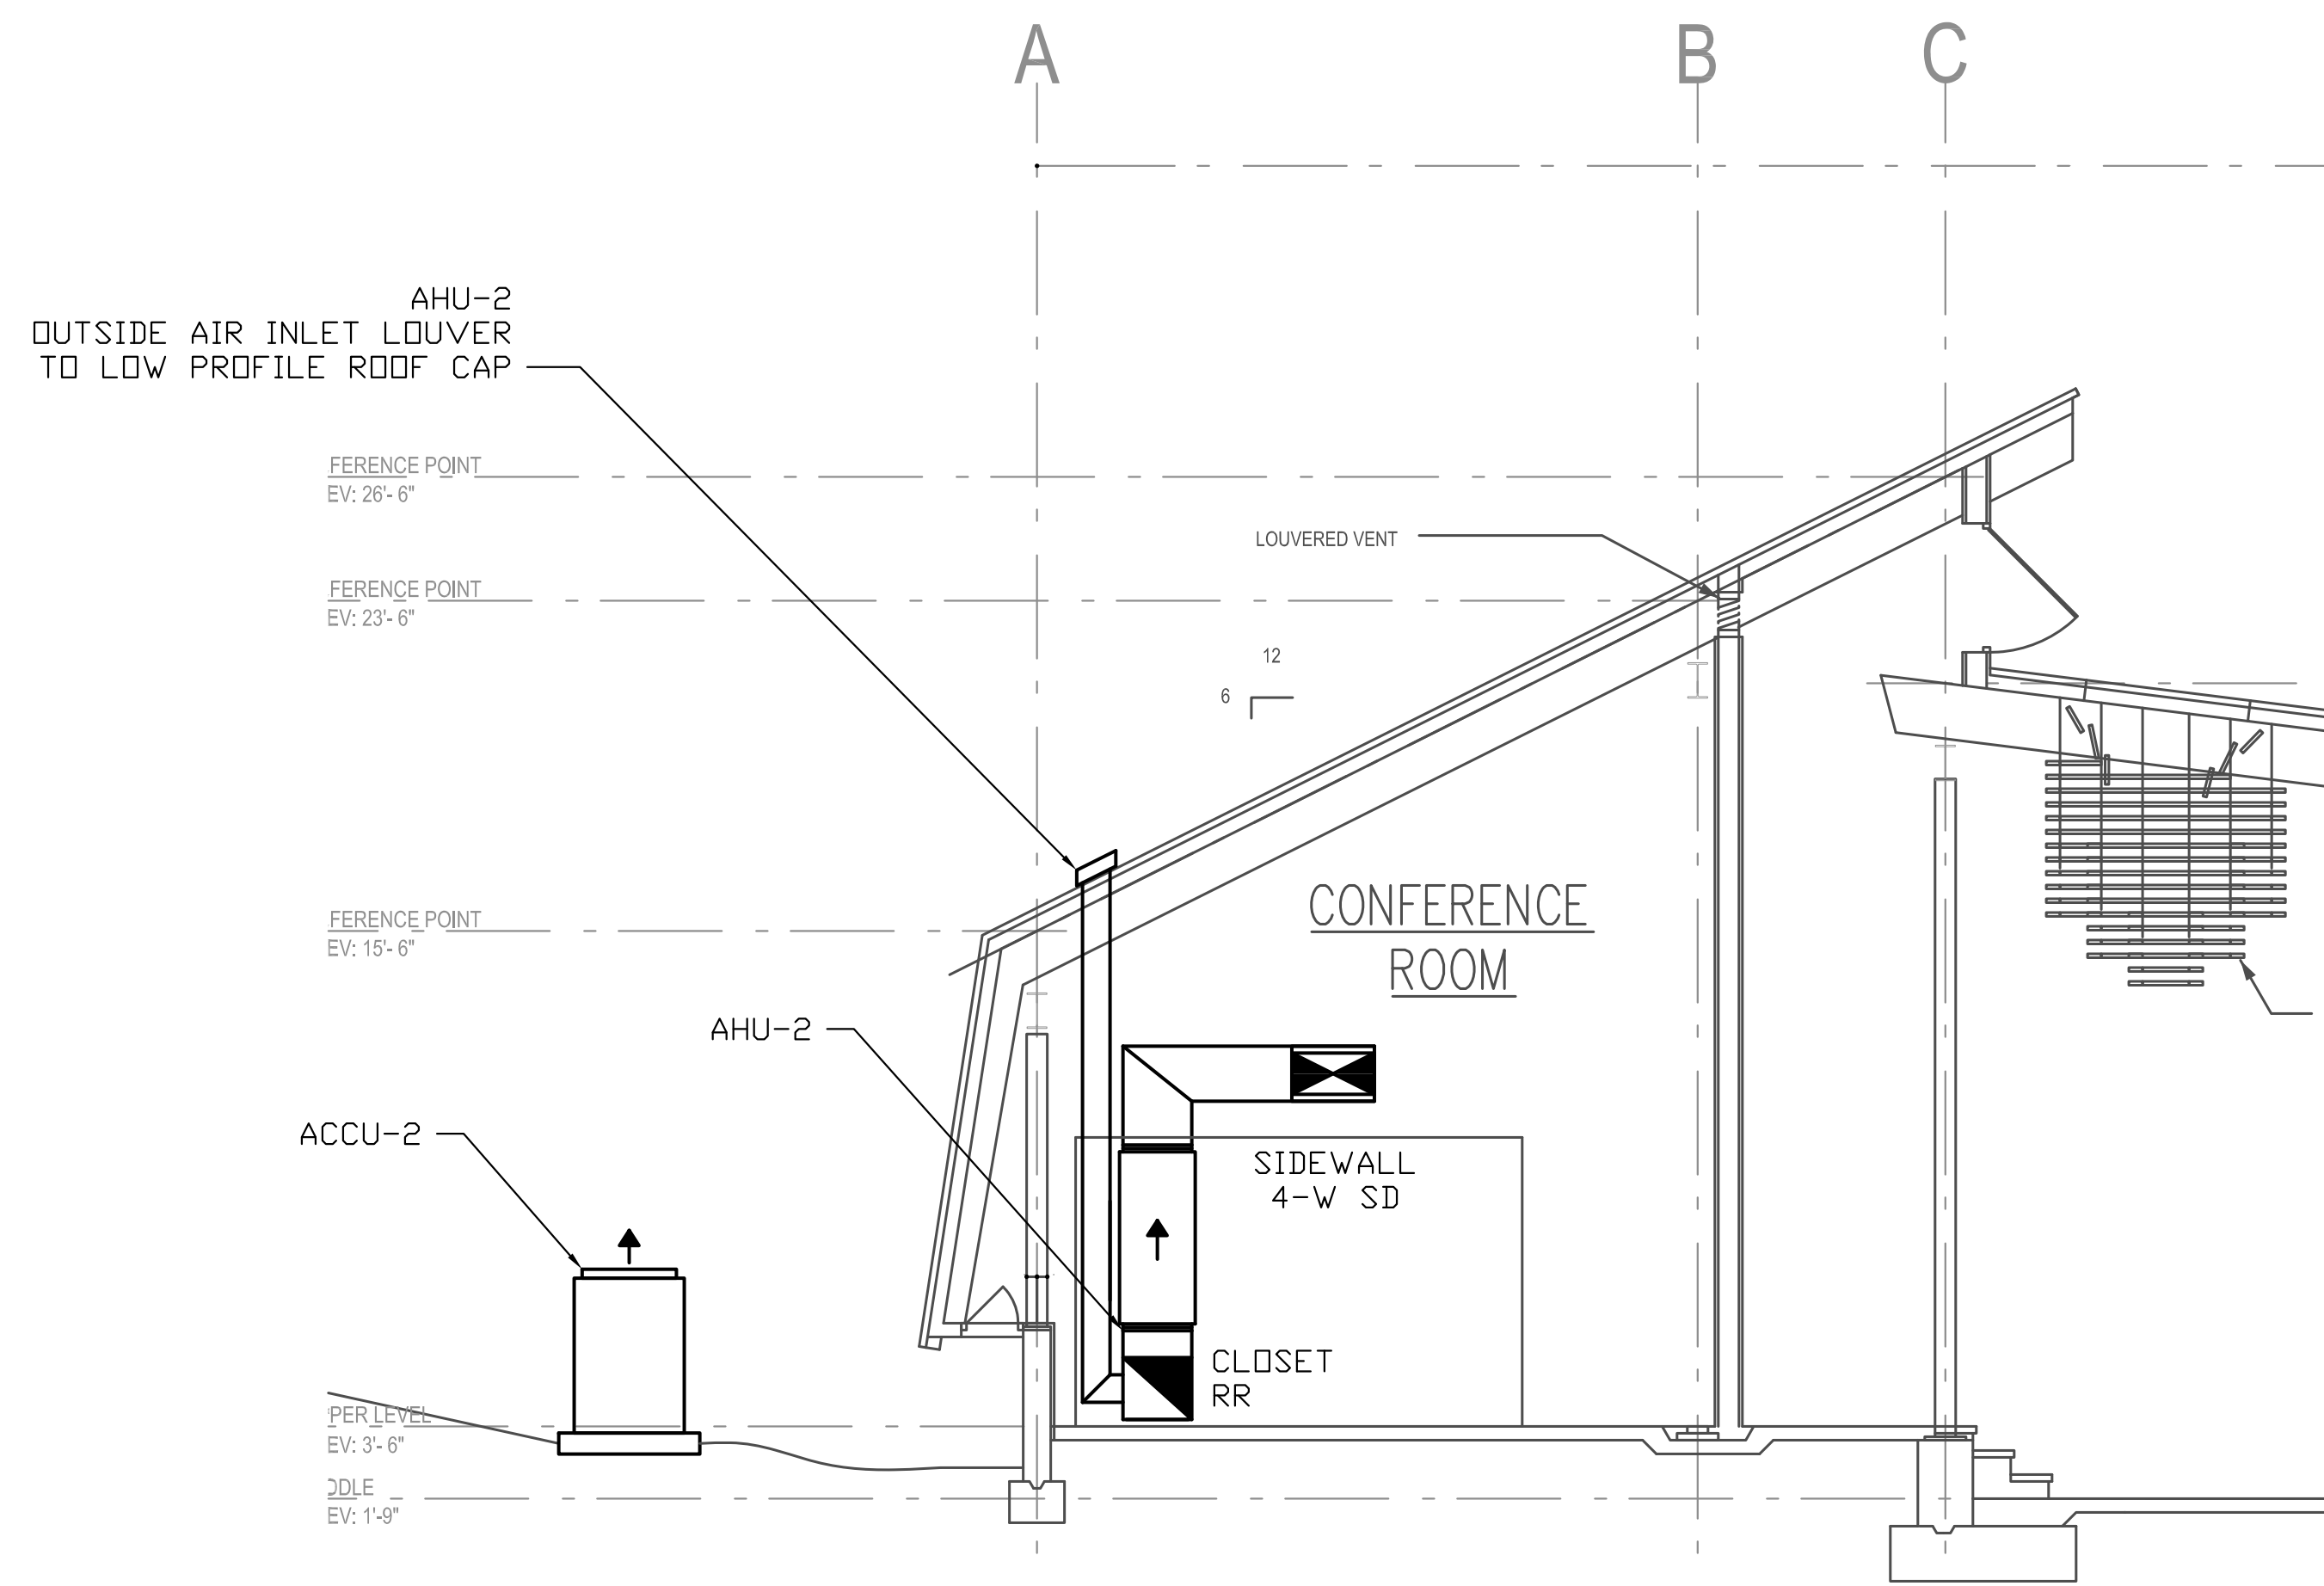 A
B
C
AHU-2
OUTSIDE AIR INLET LOUVER
TO LOW PROFILE ROOF CAP
FERENCE POINT
EV: 26'- 6"
LOUVERED VENT
FERENCE POINT
EV: 23'- 6"
12
6
CONFERENCE
ROOM
FERENCE POINT
EV: 15'- 6"
AHU-2
ACCU-2
SIDEWALL
4-W SD
CLOSET
RR
PER LEVEL
EV: 3'- 6"
DDLE
EV: 1'-9"